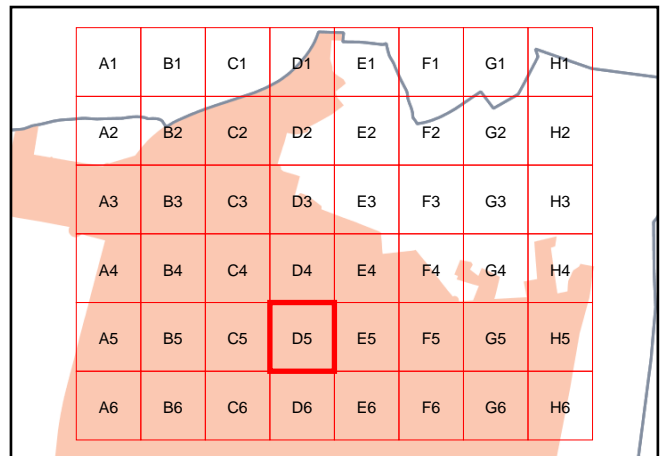 A1 B1 C1 D1 E1 F1 G1 H1
A2 B2 C2 D2 E2 F2 G2 H2
A3 B3 C3 D3 E3 F3 G3 H3
A4 B4 C4 D4 E4 F4 G4 H4
A5 B5 C5 D5 E5 F5 G5 H5
A6 B6 C6 D6 E6 F6 G6 H6